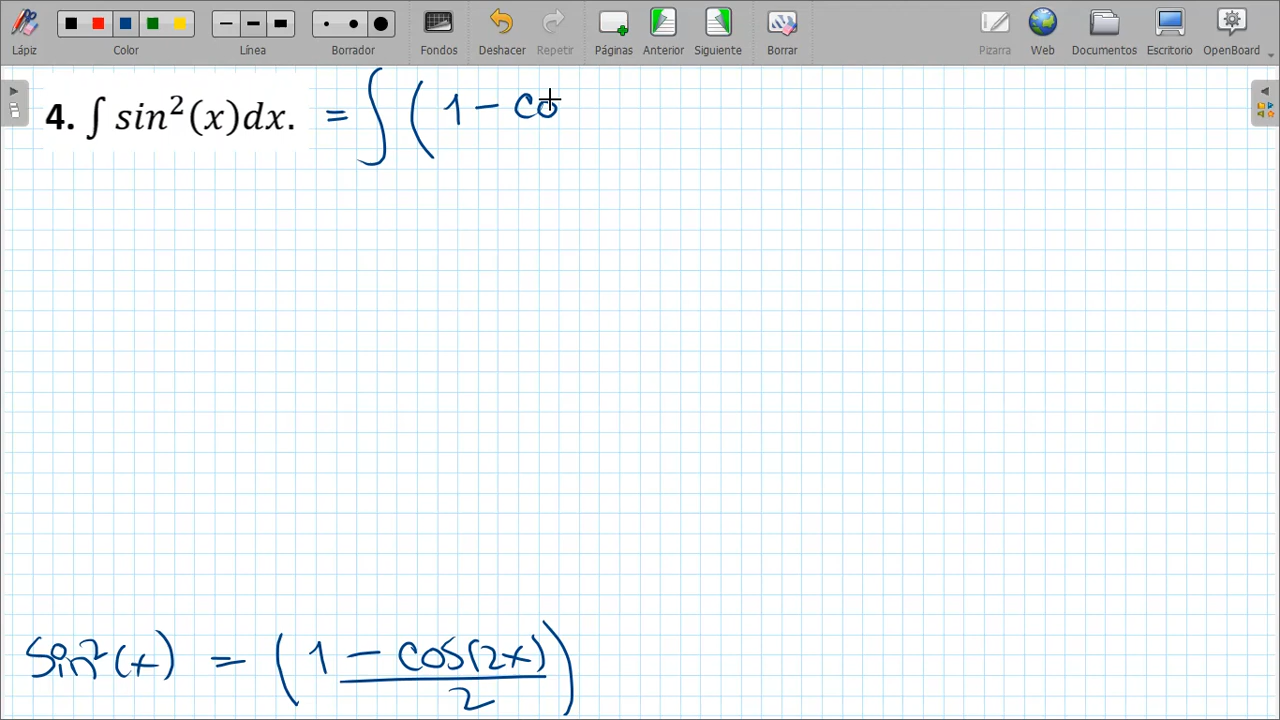 Lápiz Color Línea Borrador Fondos Deshacer Repetir Páginas Anterior Siguiente Borrar Pizarra Web Documentos Escritorio OpenBoard
4. ∫ sin²(x)dx. = ∫ ( 1 - co
sin²(x) = ( 1 - cos(2x) / 2 )